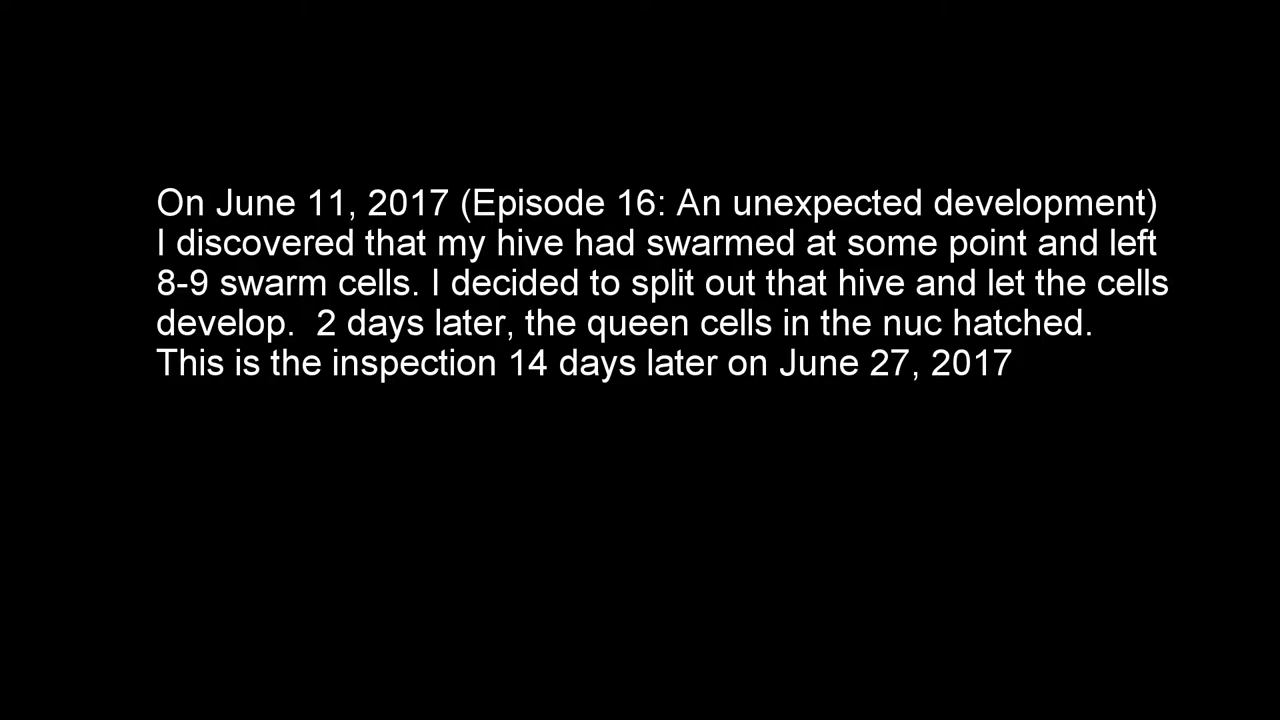 On June 11, 2017 (Episode 16: An unexpected development)
I discovered that my hive had swarmed at some point and left
8-9 swarm cells. I decided to split out that hive and let the cells
develop.  2 days later, the queen cells in the nuc hatched.
This is the inspection 14 days later on June 27, 2017